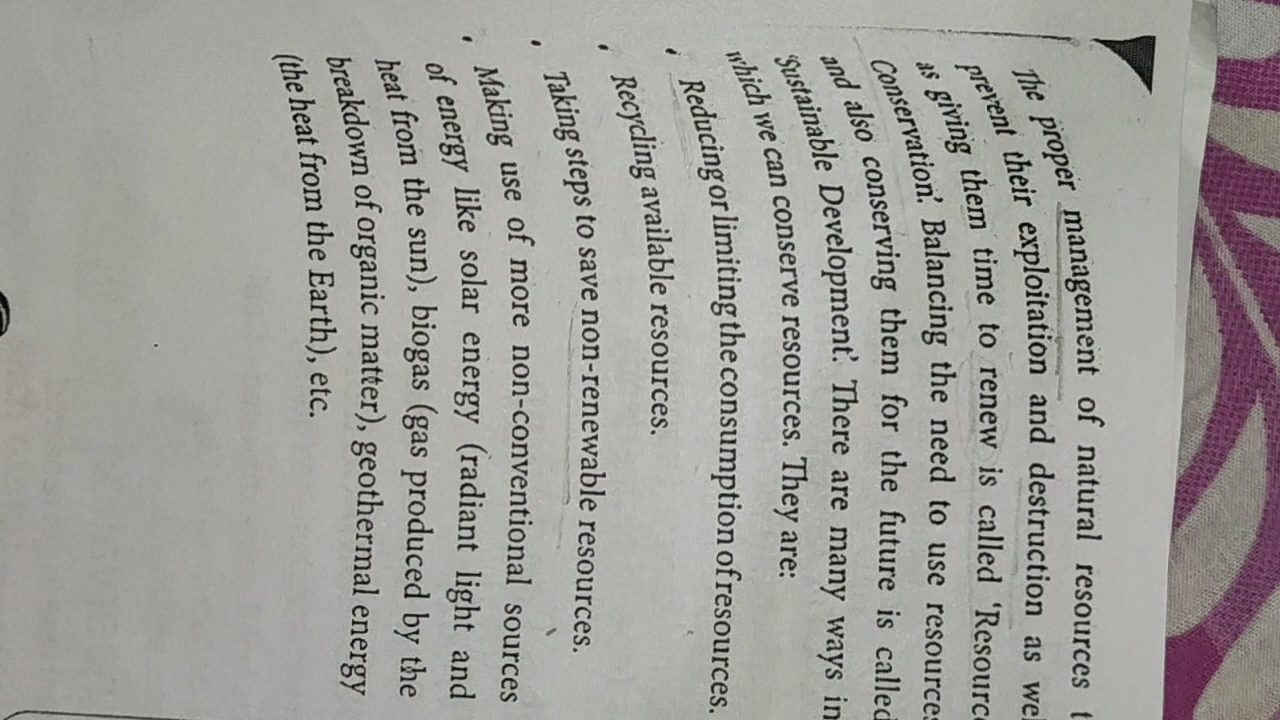 The proper management of natural resources t
prevent their exploitation and destruction as wel
as giving them time to renew is called 'Resourc
Conservation'. Balancing the need to use resources
and also conserving them for the future is called
'Sustainable Development'. There are many ways in
which we can conserve resources. They are:
• Reducing or limiting the consumption of resources.
• Recycling available resources.
• Taking steps to save non-renewable resources.
• Making use of more non-conventional sources
of energy like solar energy (radiant light and
heat from the sun), biogas (gas produced by the
breakdown of organic matter), geothermal energy
(the heat from the Earth), etc.